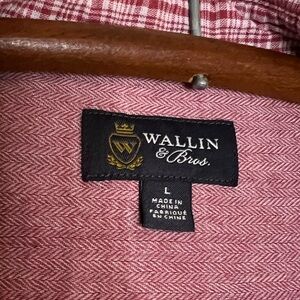 W
WALLIN
& Bros.
L
MADE IN
CHINA
FABRIQUÉ
EN CHINE